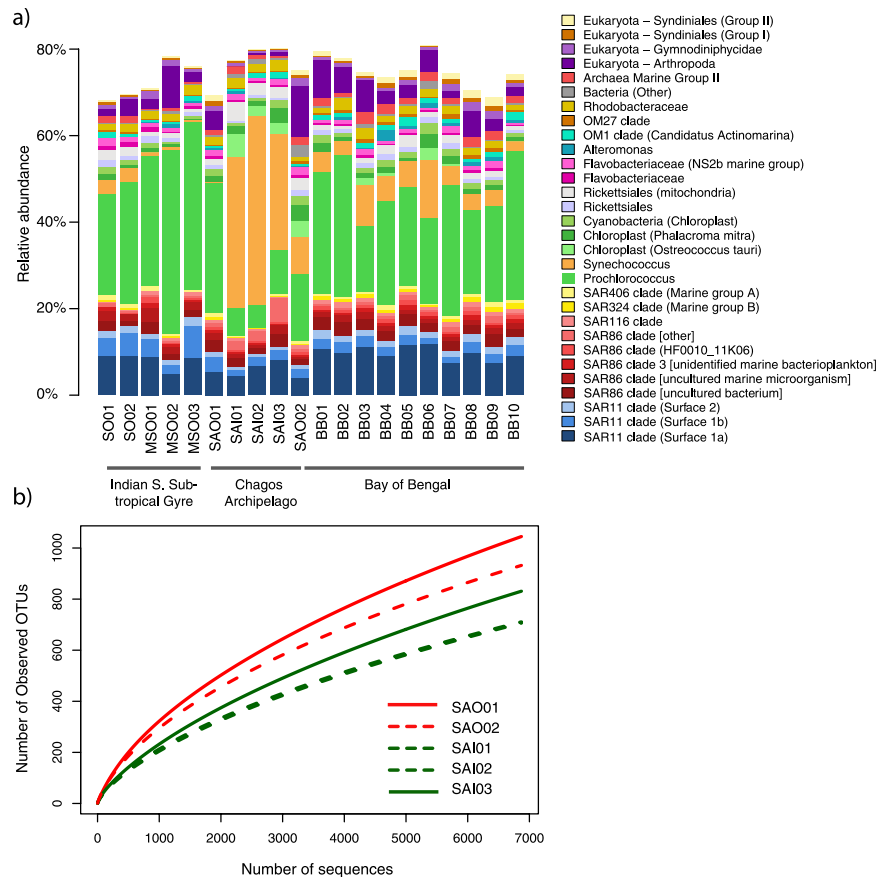 a)
80%
60%
40%
20%
0%
Relative abundance
SO01
SO02
MSO01
MSO02
MSO03
SAO01
SAI01
SAI02
SAI03
SAO02
BB01
BB02
BB03
BB04
BB05
BB06
BB07
BB08
BB09
BB10
Indian S. Sub-
tropical Gyre
Chagos
Archipelago
Bay of Bengal
Eukaryota – Syndiniales (Group II)
Eukaryota – Syndiniales (Group I)
Eukaryota – Gymnodiniphycidae
Eukaryota – Arthropoda
Archaea Marine Group II
Bacteria (Other)
Rhodobacteraceae
OM27 clade
OM1 clade (Candidatus Actinomarina)
Alteromonas
Flavobacteriaceae (NS2b marine group)
Flavobacteriaceae
Rickettsiales (mitochondria)
Rickettsiales
Cyanobacteria (Chloroplast)
Chloroplast (Phalacroma mitra)
Chloroplast (Ostreococcus tauri)
Synechococcus
Prochlorococcus
SAR406 clade (Marine group A)
SAR324 clade (Marine group B)
SAR116 clade
SAR86 clade [other]
SAR86 clade (HF0010_11K06)
SAR86 clade 3 [unidentified marine bacterioplankton]
SAR86 clade [uncultured marine microorganism]
SAR86 clade [uncultured bacterium]
SAR11 clade (Surface 2)
SAR11 clade (Surface 1b)
SAR11 clade (Surface 1a)
b)
Number of Observed OTUs
1000
800
600
400
200
0
SAO01
SAO02
SAI01
SAI02
SAI03
0 1000 2000 3000 4000 5000 6000 7000
Number of sequences